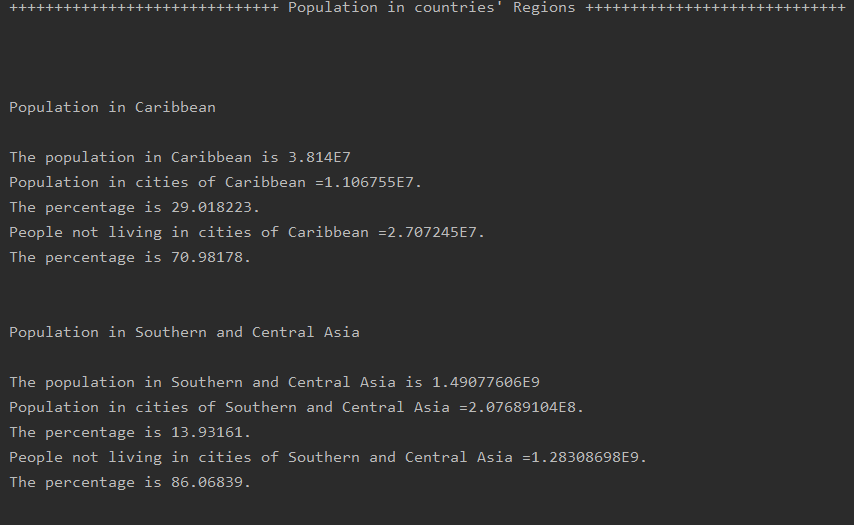 ++++++++++++++++++++++++++++++ Population in countries' Regions +++++++++++++++++++++++++++++
Population in Caribbean
The population in Caribbean is 3.814E7
Population in cities of Caribbean =1.106755E7.
The percentage is 29.018223.
People not living in cities of Caribbean =2.707245E7.
The percentage is 70.98178.
Population in Southern and Central Asia
The population in Southern and Central Asia is 1.49077606E9
Population in cities of Southern and Central Asia =2.07689104E8.
The percentage is 13.93161.
People not living in cities of Southern and Central Asia =1.28308698E9.
The percentage is 86.06839.